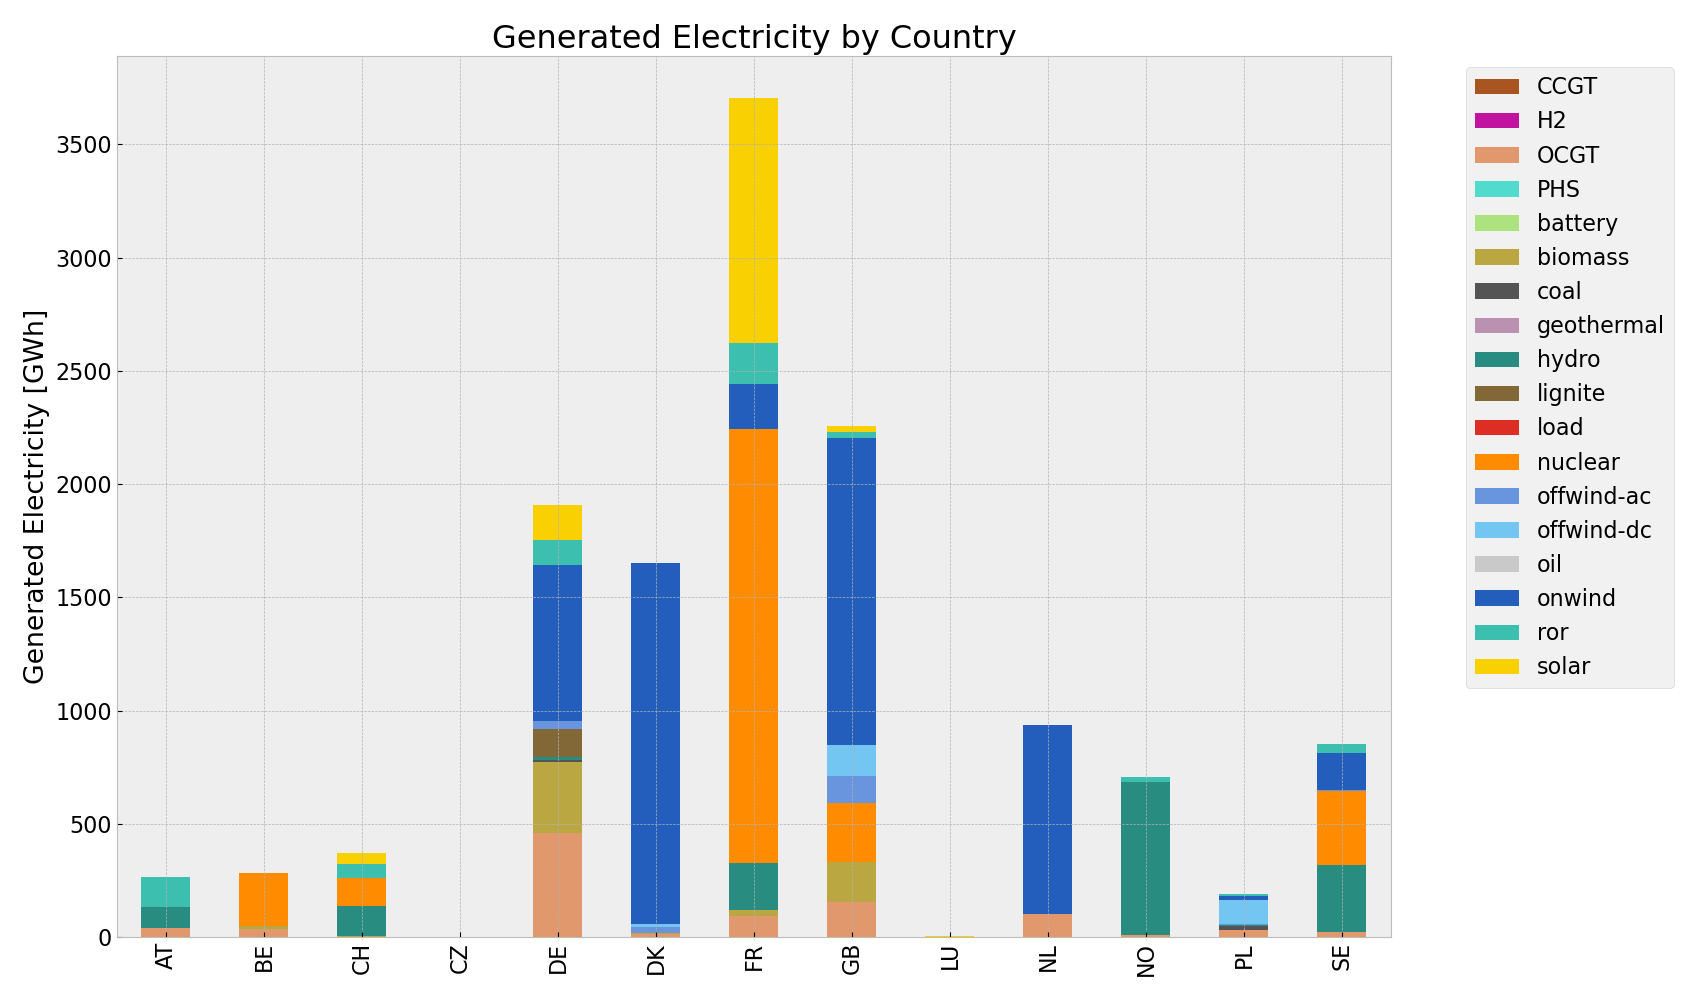 Generated Electricity by Country
Generated Electricity [GWh]
3500
3000
2500
2000
1500
1000
500
0
AT
BE
CH
CZ
DE
DK
FR
GB
LU
NL
NO
PL
SE
CCGT
H2
OCGT
PHS
battery
biomass
coal
geothermal
hydro
lignite
load
nuclear
offwind-ac
offwind-dc
oil
onwind
ror
solar